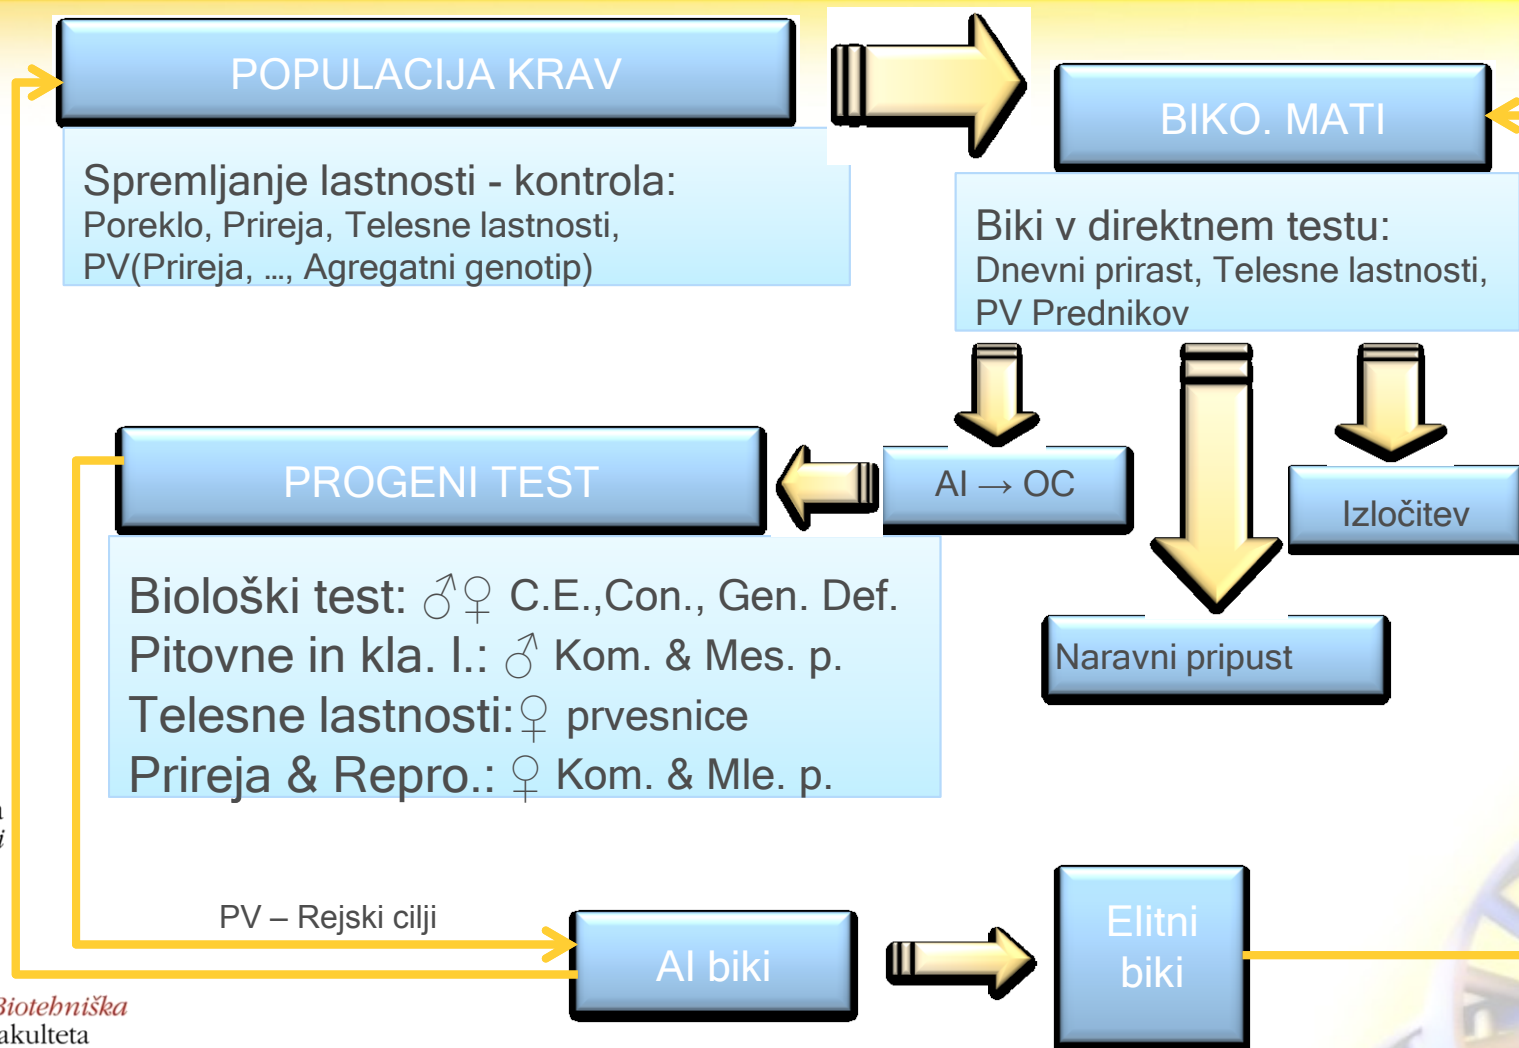 POPULACIJA KRAV
Spremljanje lastnosti - kontrola:
Poreklo, Prireja, Telesne lastnosti,
PV(Prireja, ..., Agregatni genotip)
BIKO. MATI
Biki v direktnem testu:
Dnevni prirast, Telesne lastnosti,
PV Prednikov
AI → OC
Izločitev
Naravni pripust
PROGENI TEST
Biološki test: ♂♀ C.E.,Con., Gen. Def.
Pitovne in kla. l.: ♂ Kom. & Mes. p.
Telesne lastnosti:♀ prvesnice
Prireja & Repro.: ♀ Kom. & Mle. p.
PV – Rejski cilji
AI biki
Elitni
biki
Biotehniška
akulteta